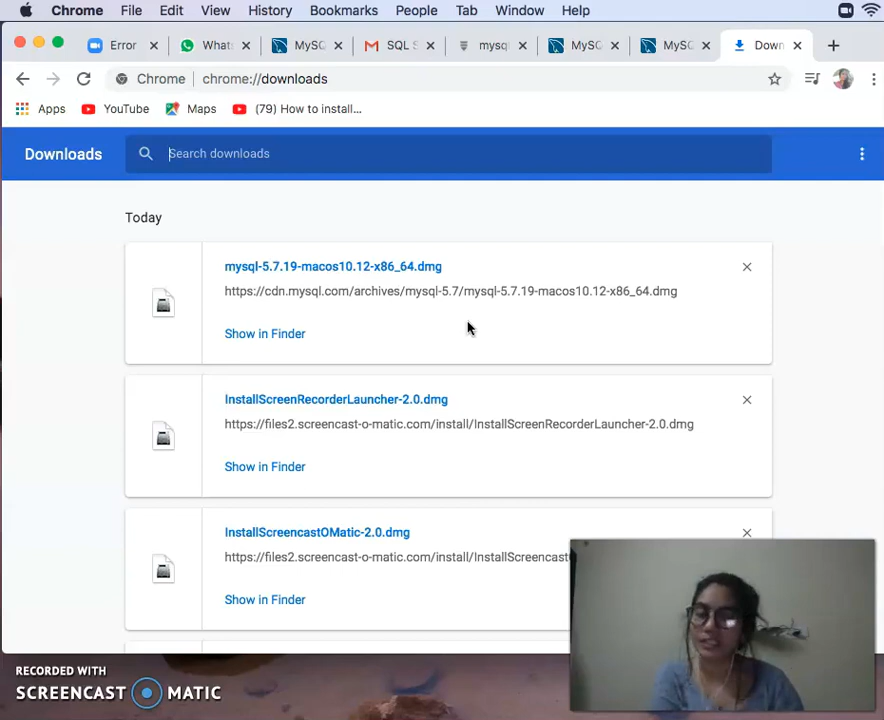 Chrome File Edit View History Bookmarks People Tab Window Help
Error Whats MySQ MySQ SQL S mysql MySQ MySQ Down
Chrome chrome://downloads
Apps YouTube Maps (79) How to install...
Downloads Search downloads
Today
mysql-5.7.19-macos10.12-x86_64.dmg
https://cdn.mysql.com/archives/mysql-5.7/mysql-5.7.19-macos10.12-x86_64.dmg
Show in Finder
InstallScreenRecorderLauncher-2.0.dmg
https://files2.screencast-o-matic.com/install/InstallScreenRecorderLauncher-2.0.dmg
Show in Finder
InstallScreencastOMatic-2.0.dmg
https://files2.screencast-o-matic.com/install/InstallScreencastO
Show in Finder
RECORDED WITH
SCREENCAST MATIC